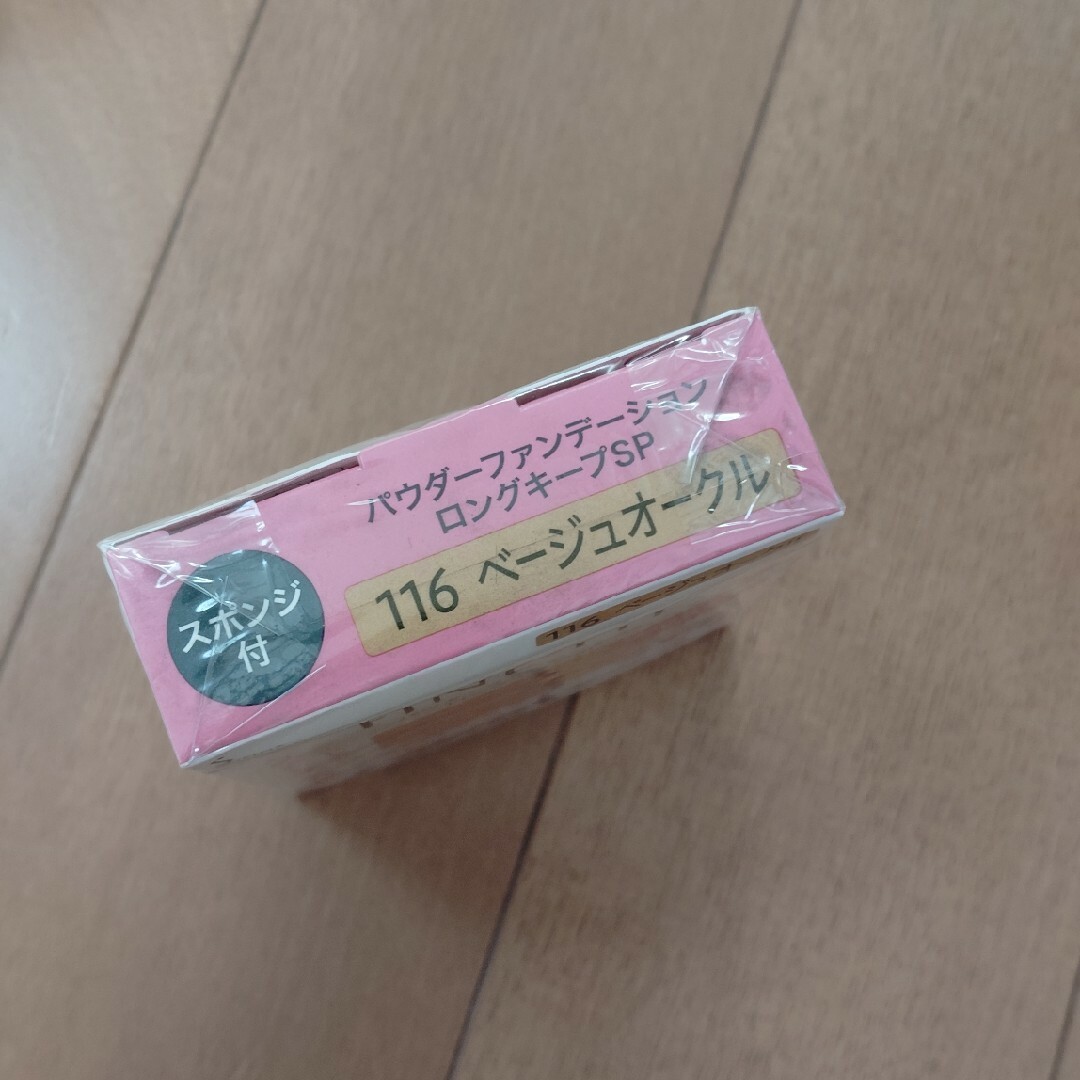 パウダーファンデーション
ロングキープSP
116 ベージュオークル
スポンジ
付
116